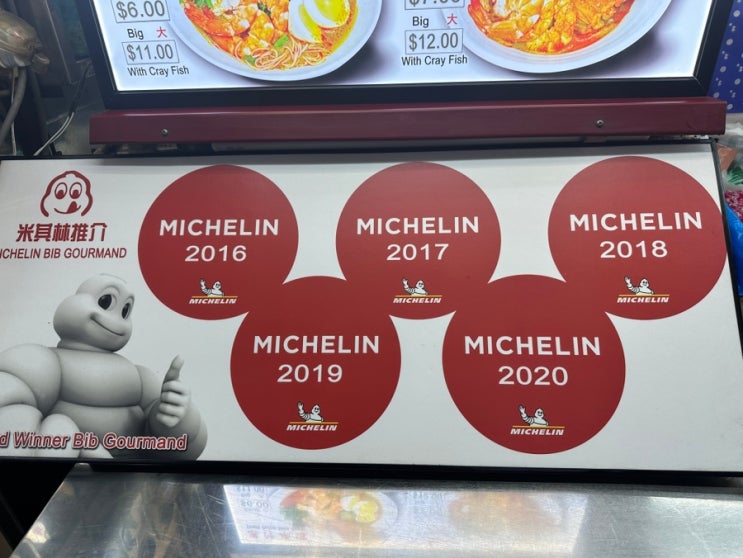 $6.00
Big 大
$11.00
With Cray Fish
Big 大
$12.00
With Cray Fish
米其林推介
BIB GOURMAND
MICHELIN
2016
MICHELIN
MICHELIN
2017
MICHELIN
MICHELIN
2018
MICHELIN
MICHELIN
2019
MICHELIN
MICHELIN
2020
MICHELIN
Winner Bib Gourmand